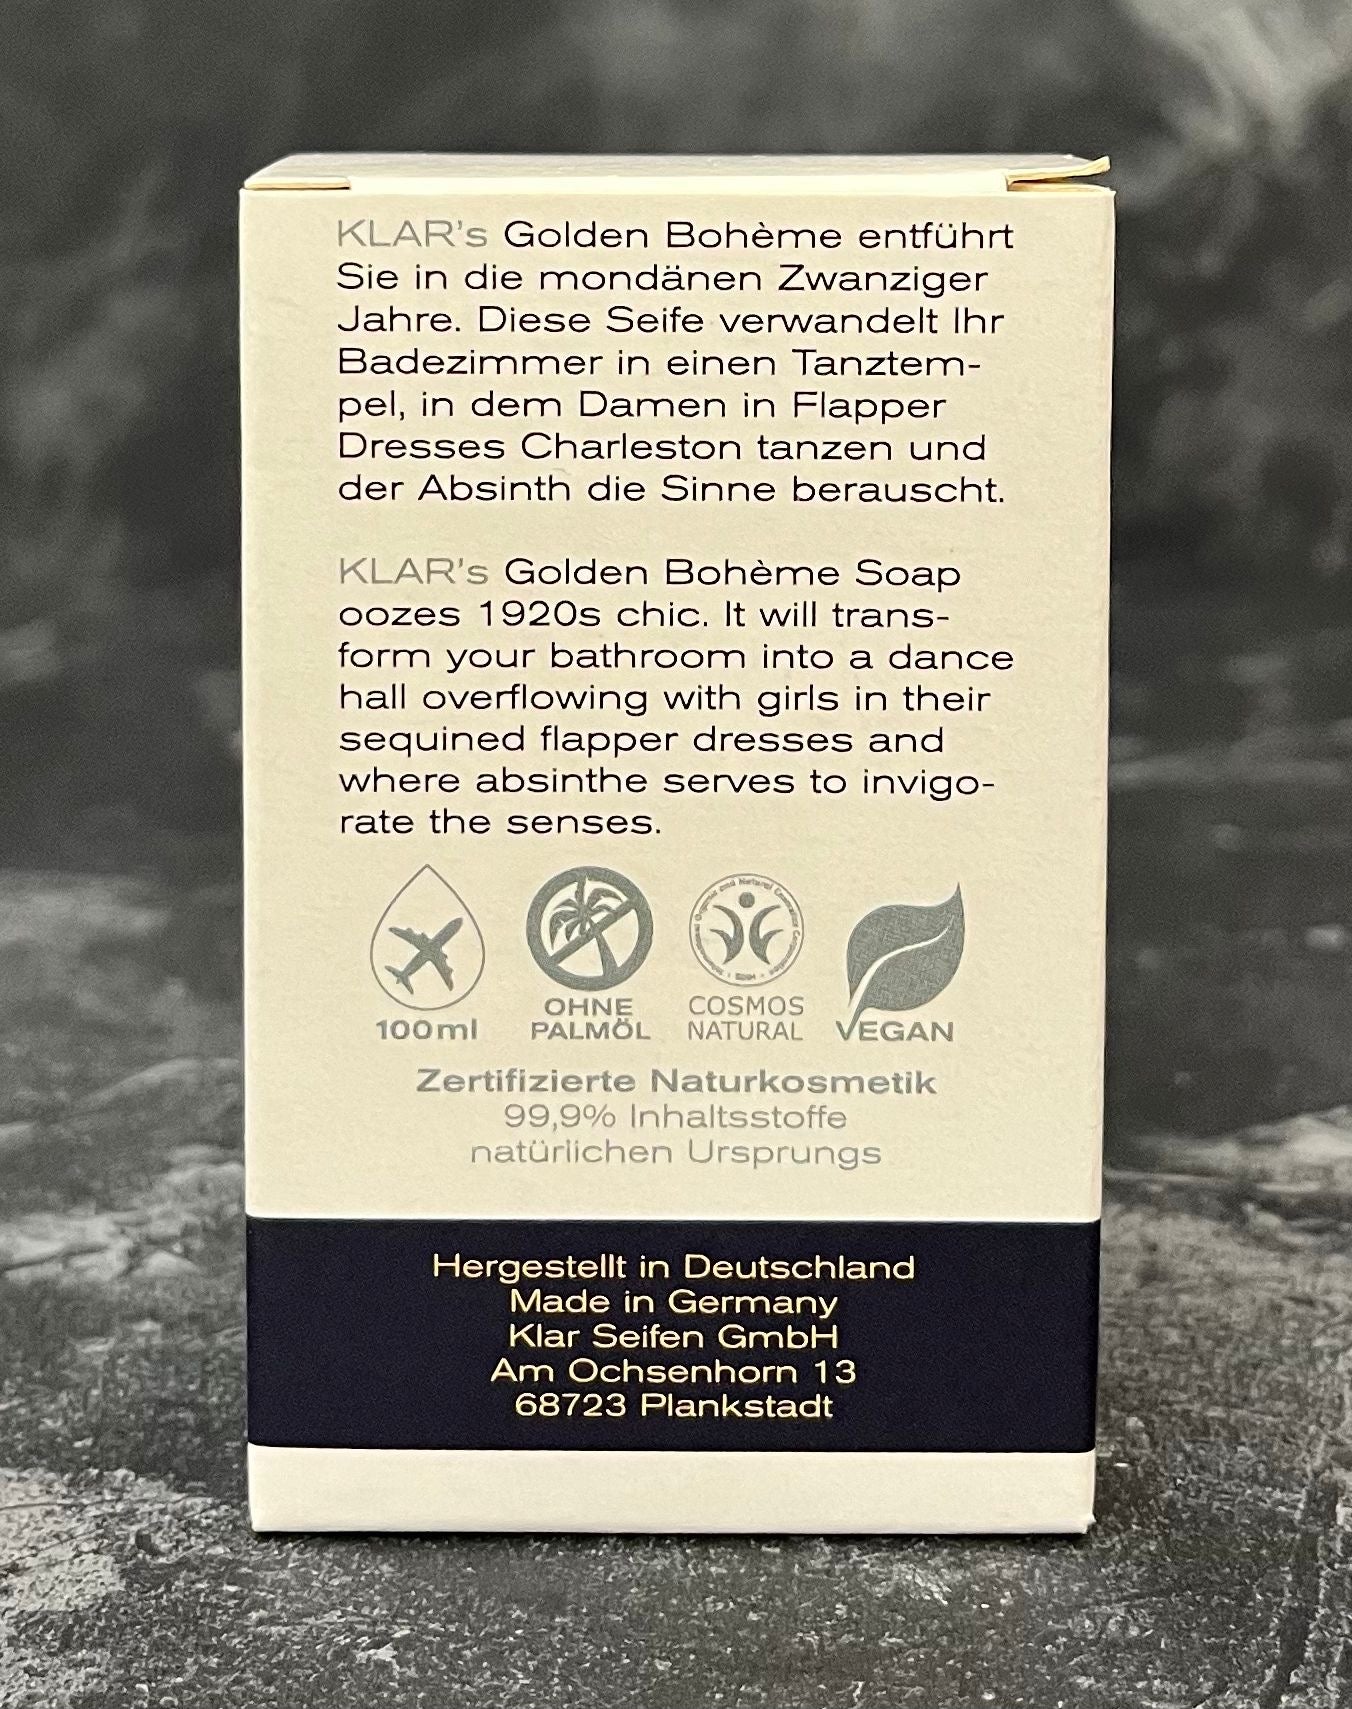 KLAR's Golden Bohème entführt
Sie in die mondänen Zwanziger
Jahre. Diese Seife verwandelt Ihr
Badezimmer in einen Tanztem-
pel, in dem Damen in Flapper
Dresses Charleston tanzen und
der Absinth die Sinne berauscht.
KLAR's Golden Bohème Soap
oozes 1920s chic. It will trans-
form your bathroom into a dance
hall overflowing with girls in their
sequined flapper dresses and
where absinthe serves to invigo-
rate the senses.
100ml
OHNE
PALMÖL
COSMOS
NATURAL
VEGAN
Zertifizierte Naturkosmetik
99,9% Inhaltsstoffe
natürlichen Ursprungs
Hergestellt in Deutschland
Made in Germany
Klar Seifen GmbH
Am Ochsenhorn 13
68723 Plankstadt